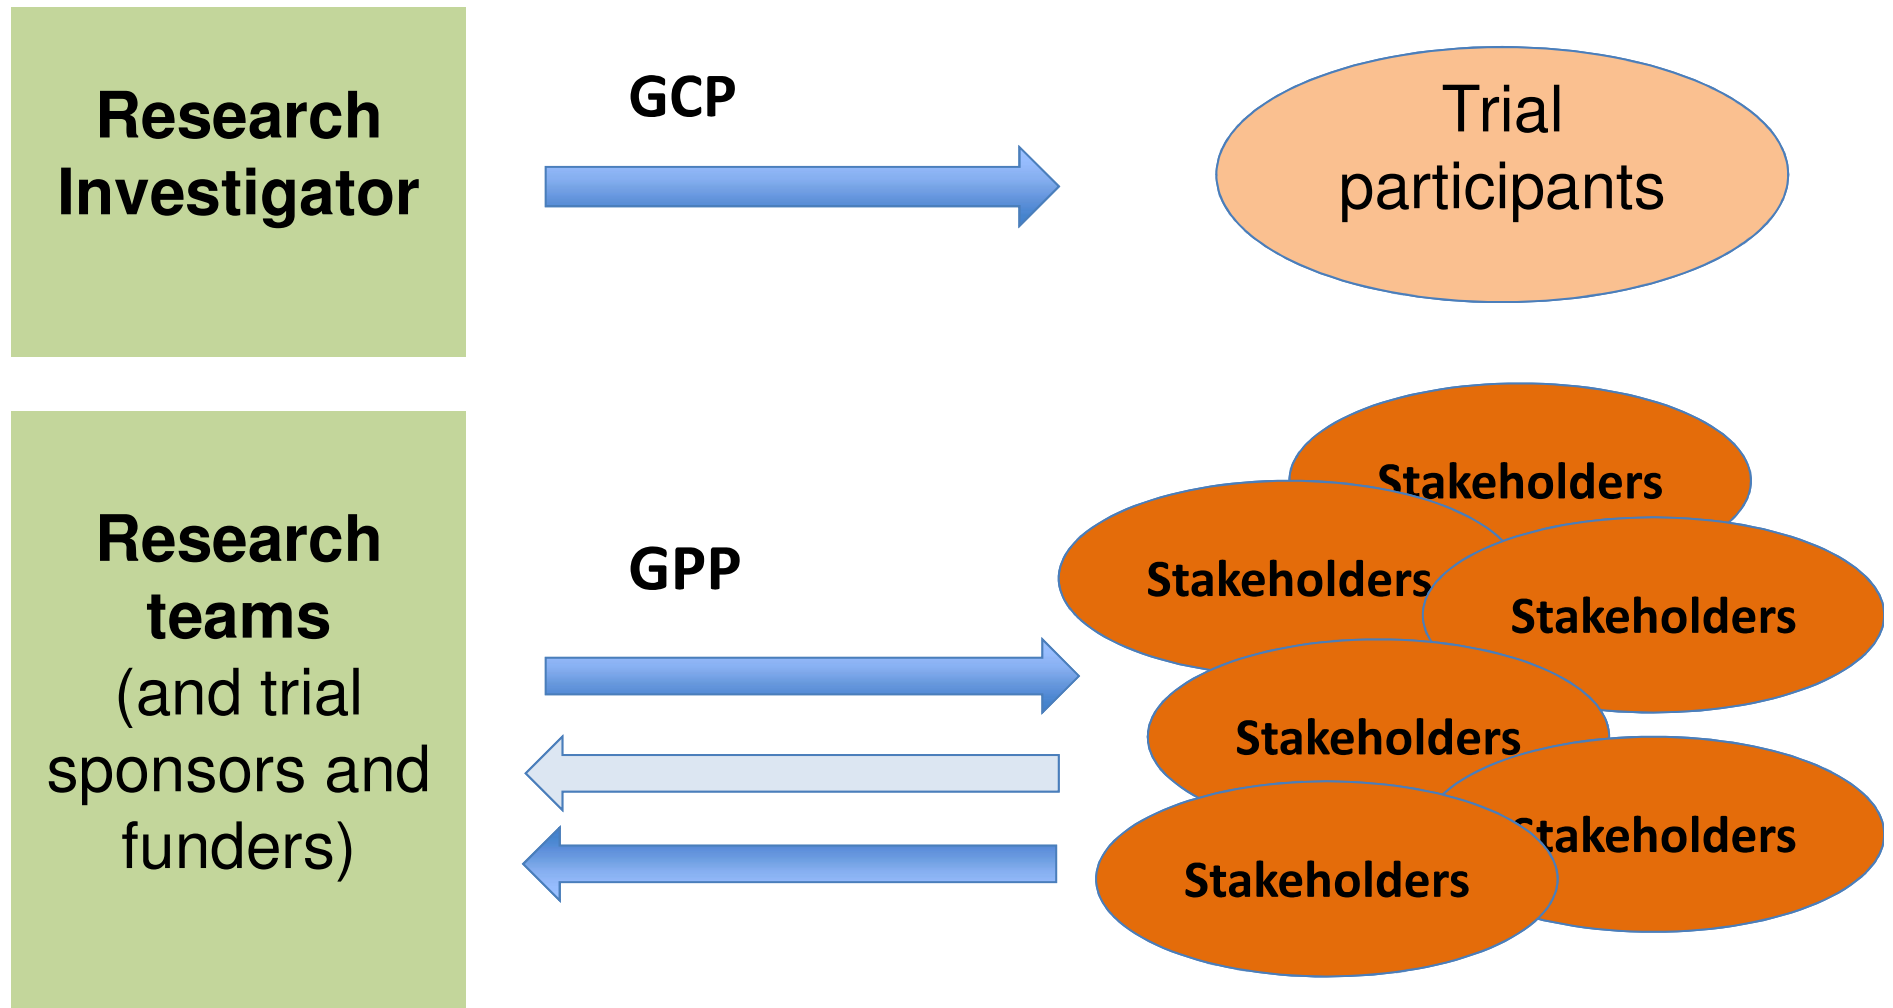 Research
Investigator
GCP
Trial
participants
Research
teams
(and trial
sponsors and
funders)
GPP
Stakeholders
Stakeholders
Stakeholders
Stakeholders
Stakeholders
Stakeholders